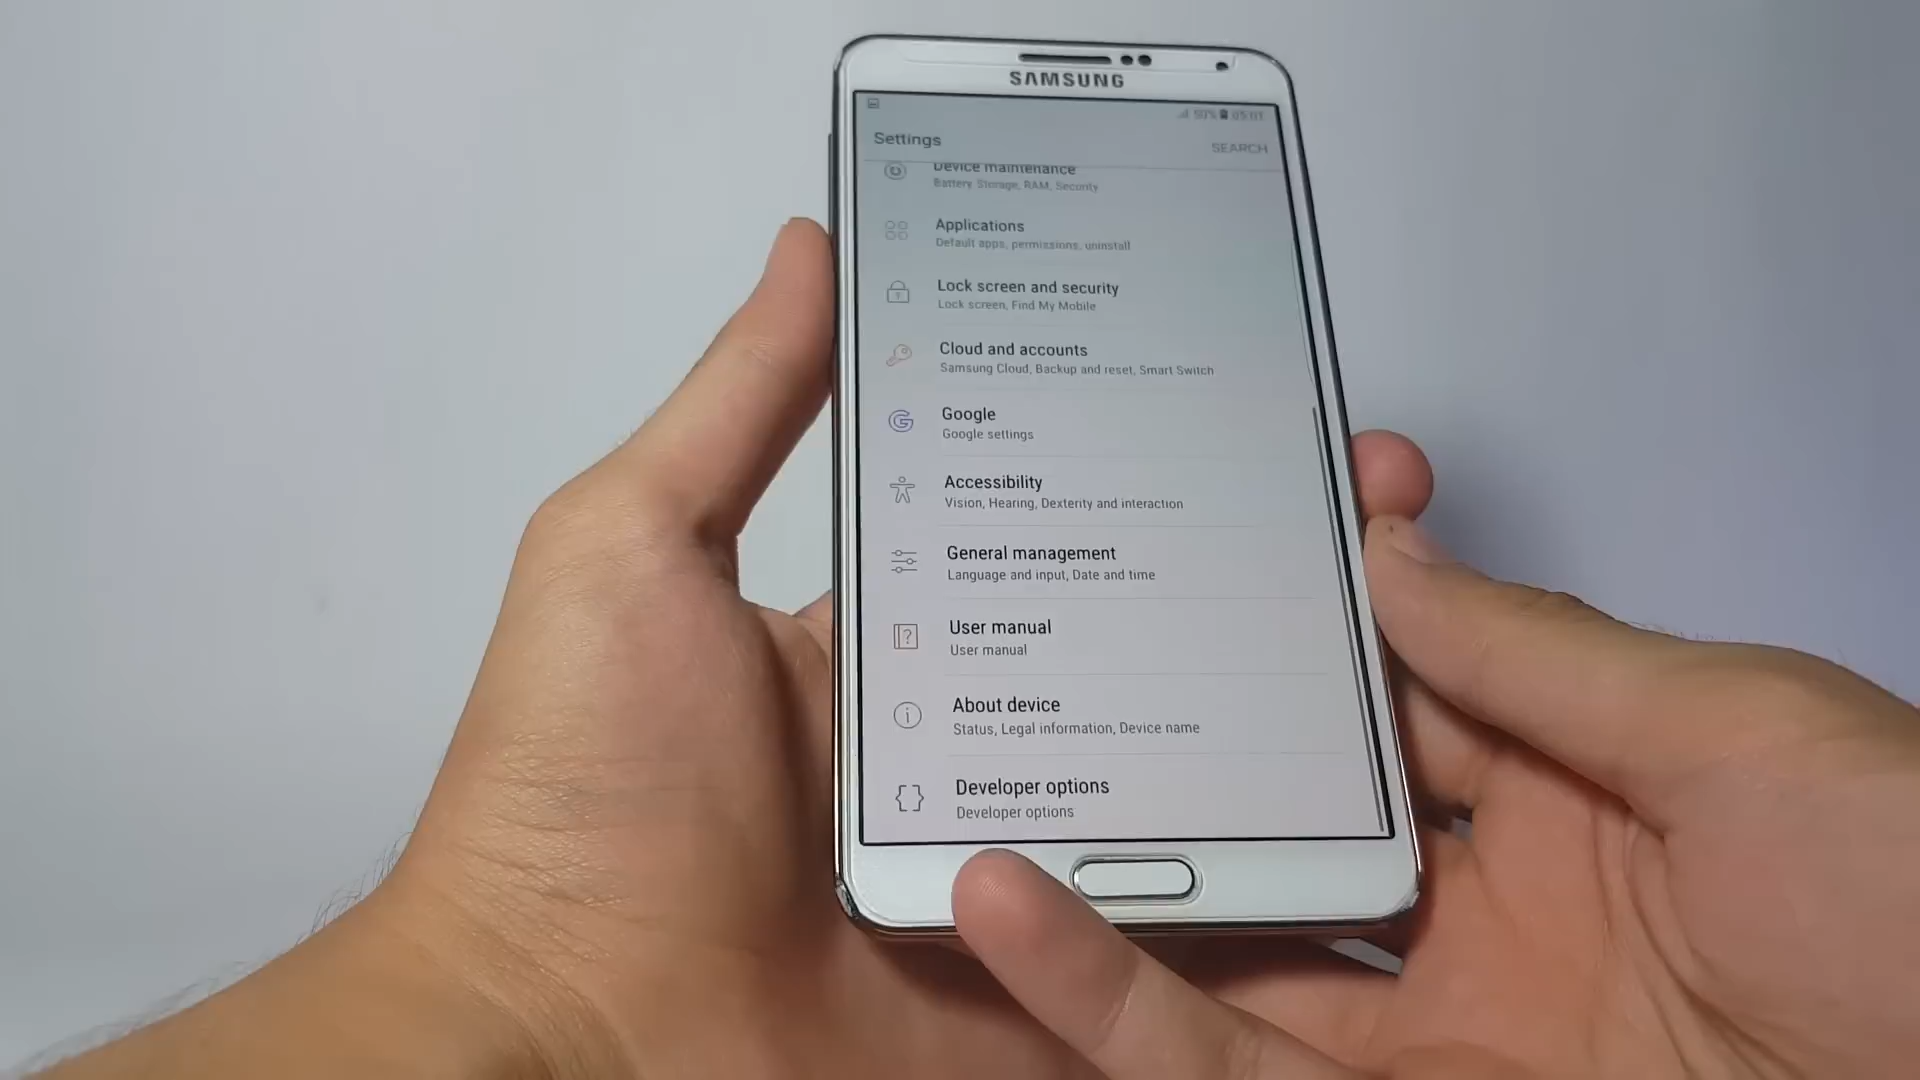 SAMSUNG
50% 05:01
Settings
SEARCH
Device maintenance
Battery, Storage, RAM, Security
Applications
Default apps, permissions, uninstall
Lock screen and security
Lock screen, Find My Mobile
Cloud and accounts
Samsung Cloud, Backup and reset, Smart Switch
Google
Google settings
Accessibility
Vision, Hearing, Dexterity and interaction
General management
Language and input, Date and time
User manual
User manual
About device
Status, Legal information, Device name
Developer options
Developer options